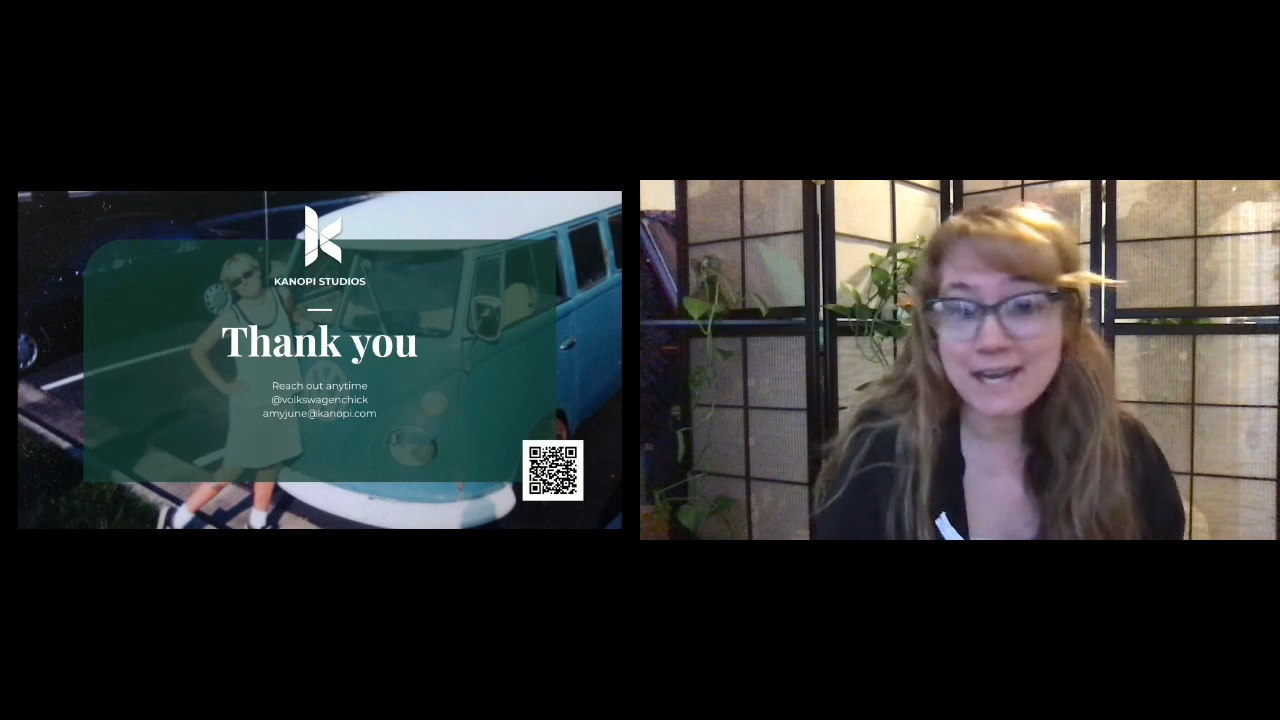 KANOPI STUDIOS
Thank you
Reach out anytime
@volkswagenchick
amyjune@kanopi.com